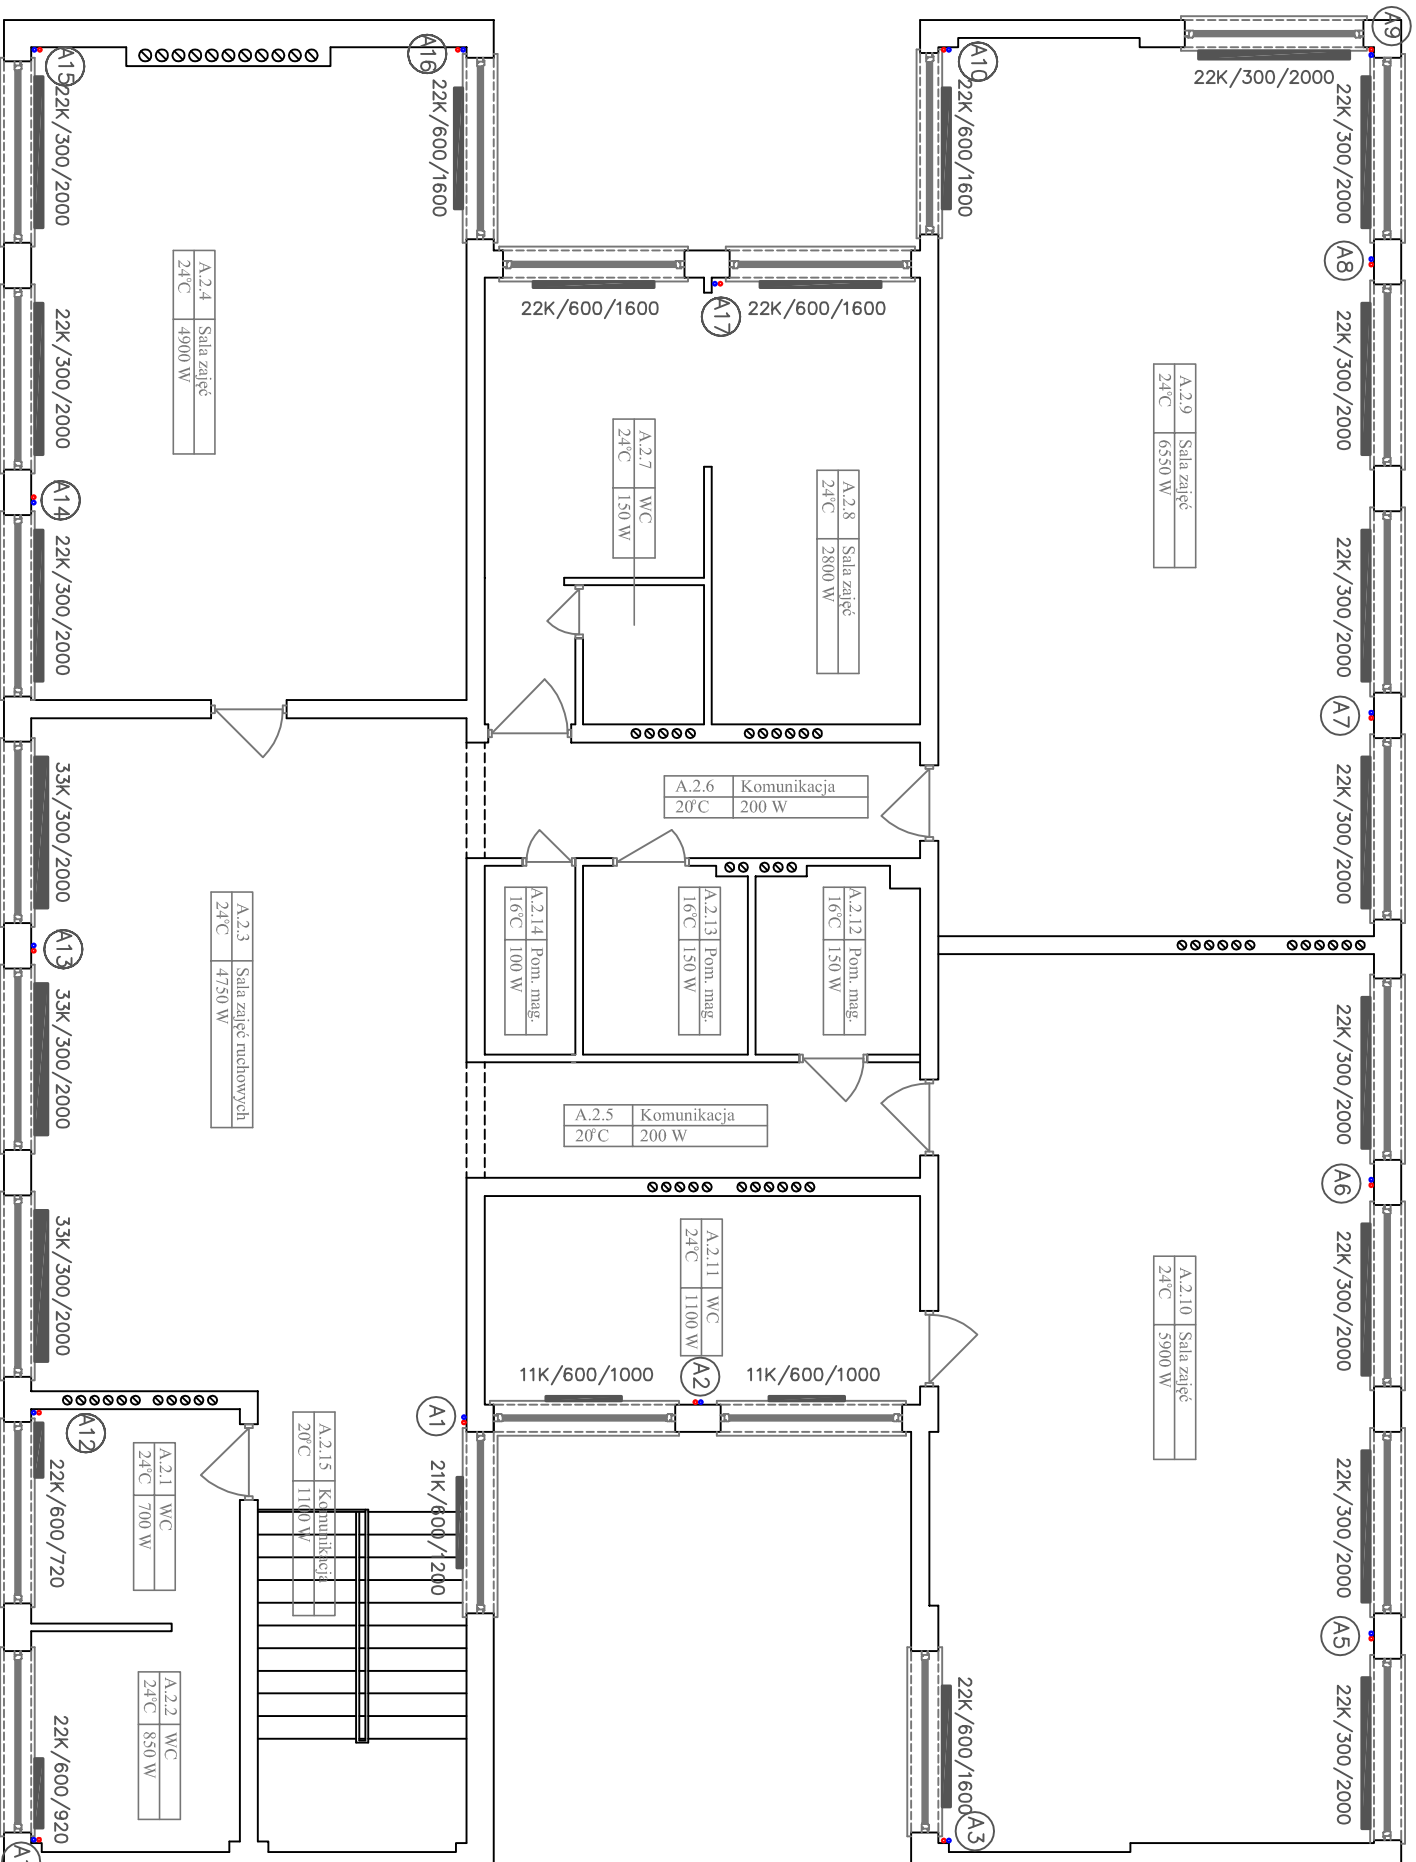 A15
A16
A10
A9
22K/300/2000
22K/600/1600
22K/600/1600
22K/300/2000
22K/300/2000
A8
22K/600/1600
22K/600/1600
A17
A.2.4 Sala zajęć
24°C 4900 W
22K/300/2000
22K/300/2000
A.2.9 Sala zajęć
24°C 6550 W
A.2.7 WC
24°C 150 W
A.2.8 Sala zajęć
24°C 2800 W
A14
22K/300/2000
22K/300/2000
A7
A.2.6 Komunikacja
20°C 200 W
33K/300/2000
22K/300/2000
A.2.3 Sala zajęć ruchowych
24°C 4750 W
A.2.14 Pom. mag.
16°C 100 W
A.2.13 Pom. mag.
16°C 150 W
A.2.12 Pom. mag.
16°C 150 W
A13
33K/300/2000
22K/300/2000
A.2.5 Komunikacja
20°C 200 W
A6
33K/300/2000
A.2.11 WC
24°C 1100 W
22K/300/2000
A.2.10 Sala zajęć
24°C 5900 W
11K/600/1000
A2
11K/600/1000
A12
A1
A.2.15 Komunikacja
20°C 1100 W
A.2.1 WC
24°C 700 W
22K/600/720
21K/600/1200
22K/300/2000
A5
A.2.2 WC
24°C 850 W
22K/600/920
22K/600/1600
A3
22K/300/2000